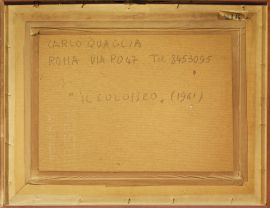 CARLO QUAGLIA
ROMA VIA PO 47 Tel 8453095
"IL COLOSSEO" (1961)